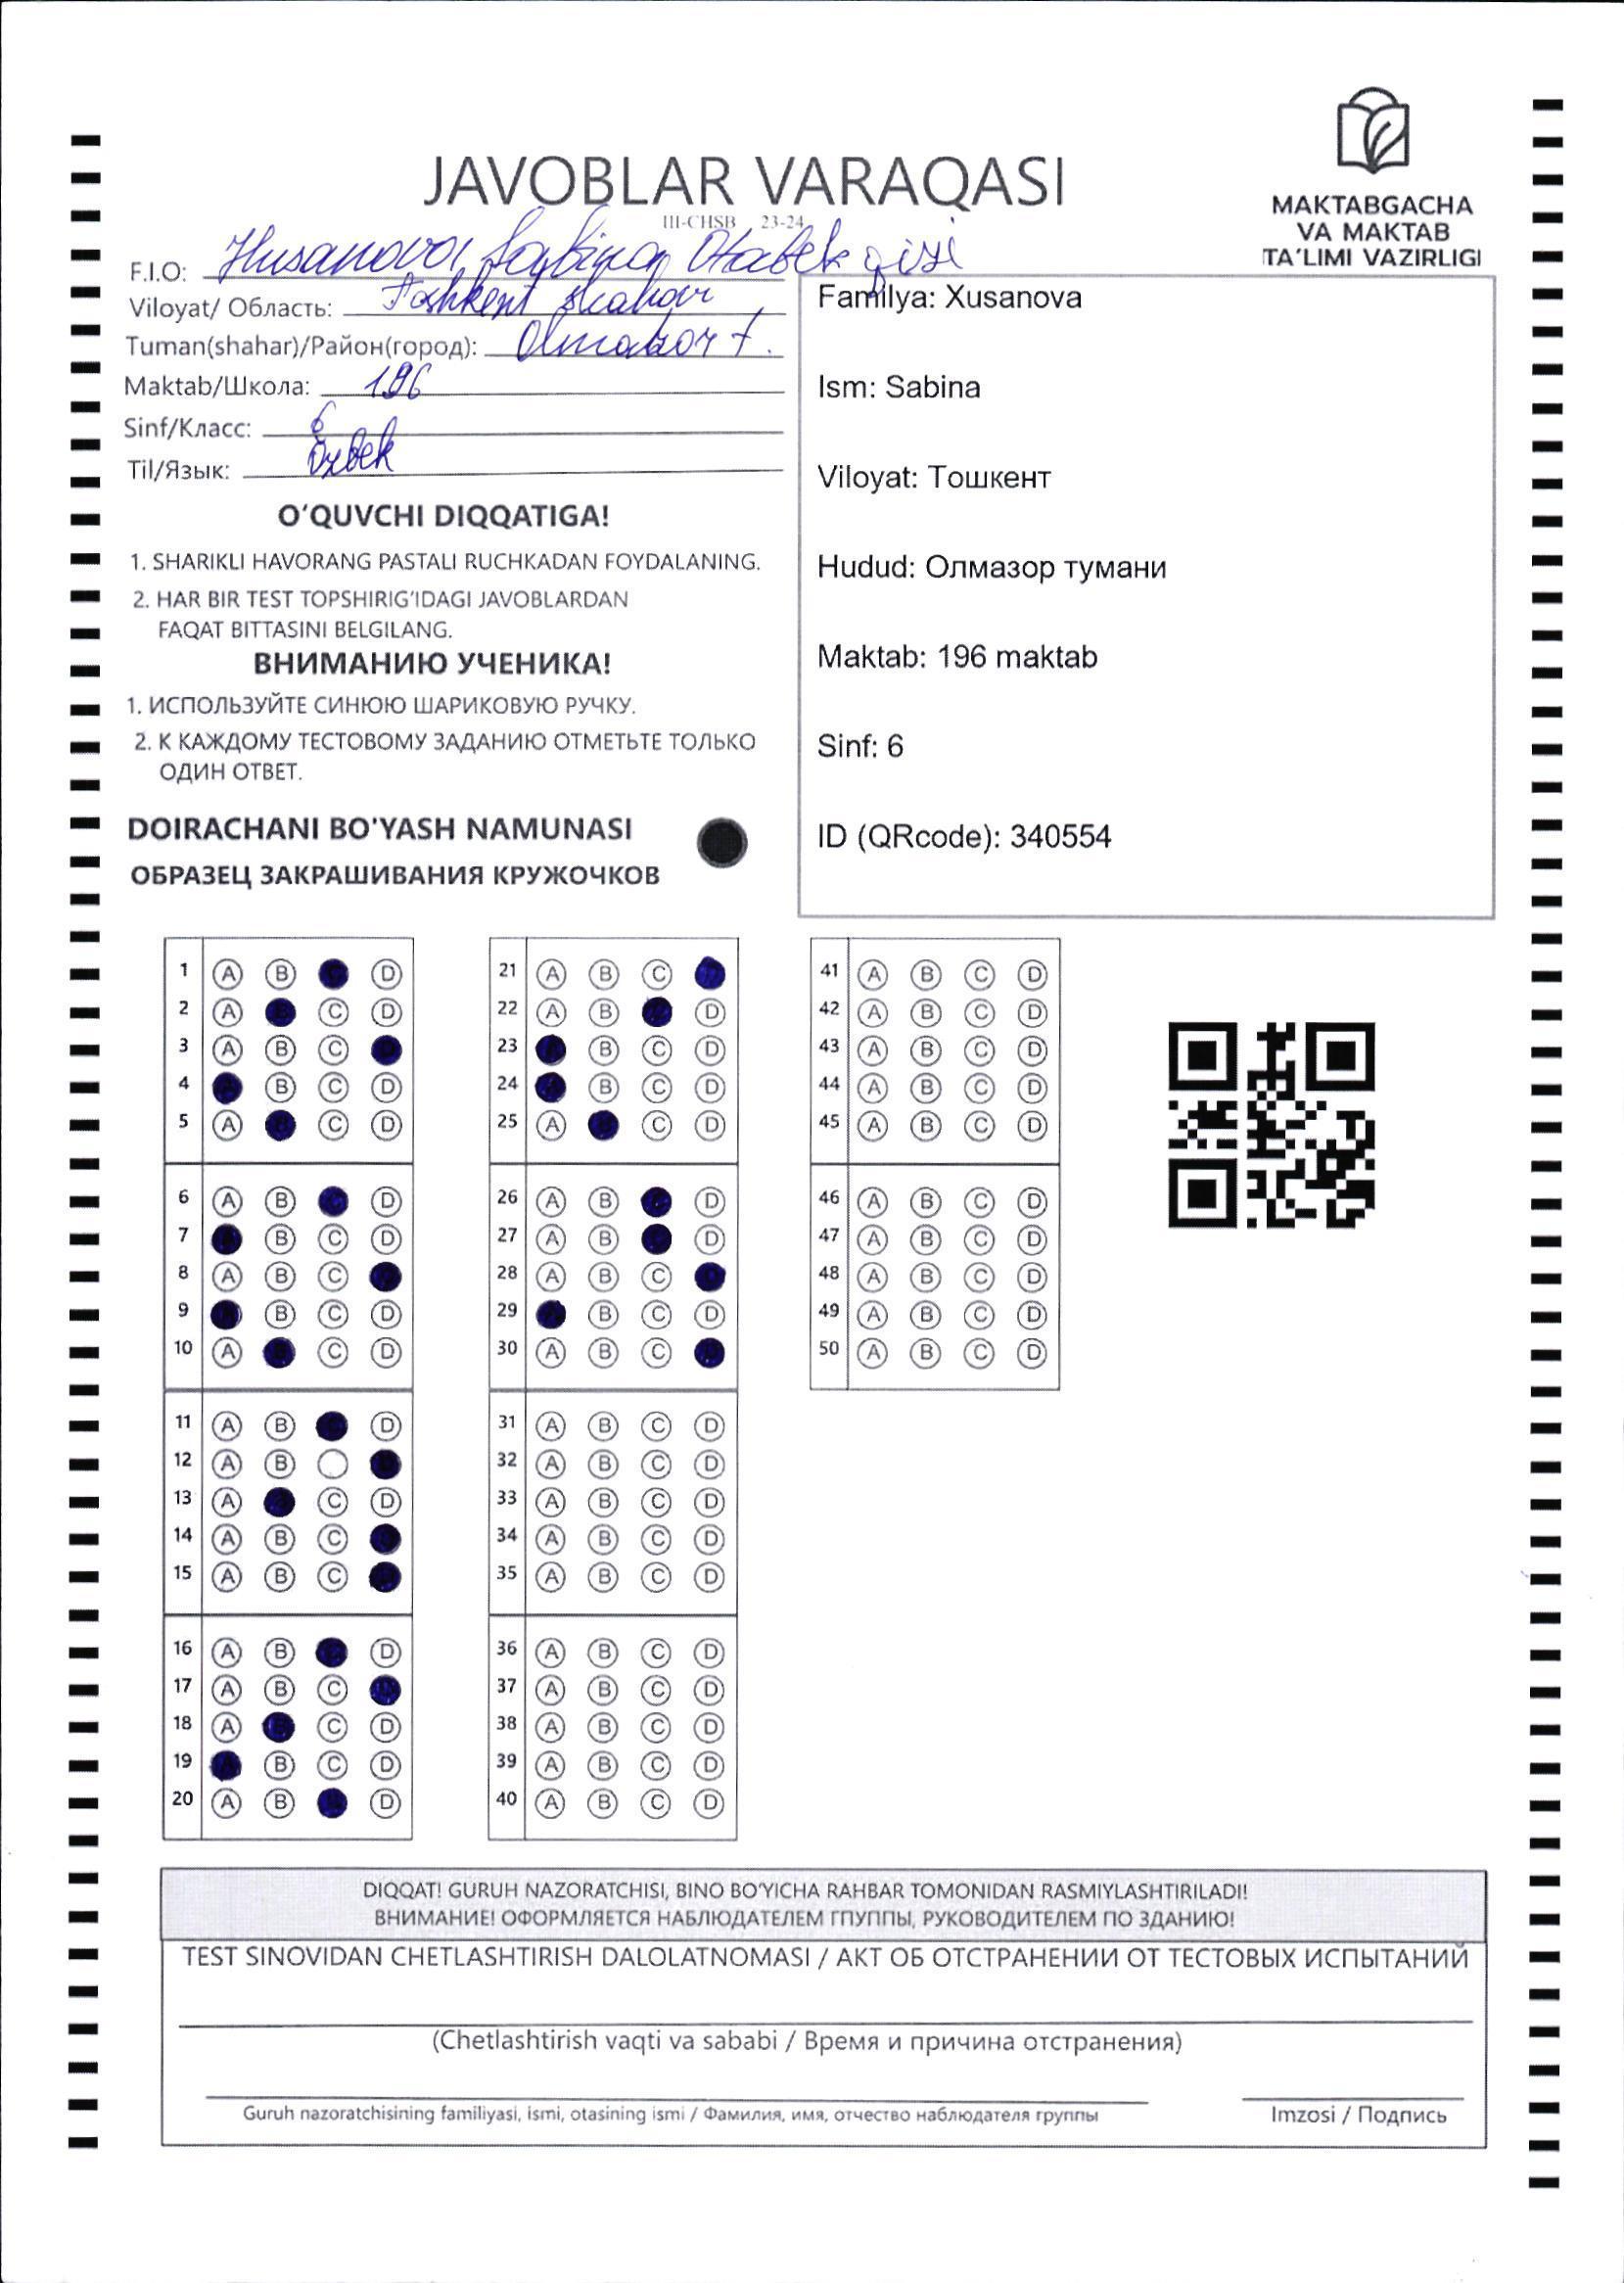 JAVOBLAR VARAQASI
III-CHSB 23-24
MAKTABGACHA
VA MAKTAB
TA'LIMI VAZIRLIGI
F.I.O: Husanova Sabina Otabek qizi
Viloyat/ Область: Toshkent shahar
Tuman(shahar)/Район(город): Olmazor t.
Maktab/Школа: 196
Sinf/Класс: 6
Til/Язык: Ozbek
Familya: Xusanova
Ism: Sabina
Viloyat: Тошкент
Hudud: Олмазор тумани
Maktab: 196 maktab
Sinf: 6
ID (QRcode): 340554
O‘QUVCHI DIQQATIGA!
1. SHARIKLI HAVORANG PASTALI RUCHKADAN FOYDALANING.
2. HAR BIR TEST TOPSHIRIG'IDAGI JAVOBLARDAN
FAQAT BITTASINI BELGILANG.
ВНИМАНИЮ УЧЕНИКА!
1. ИСПОЛЬЗУЙТЕ СИНЮЮ ШАРИКОВУЮ РУЧКУ.
2. К КАЖДОМУ ТЕСТОВОМУ ЗАДАНИЮ ОТМЕТЬТЕ ТОЛЬКО
ОДИН ОТВЕТ.
DOIRACHANI BO'YASH NAMUNASI
ОБРАЗЕЦ ЗАКРАШИВАНИЯ КРУЖОЧКОВ
1 A B D
2 A C D
3 A B C
4 B C D
5 A C D
6 A B D
7 B C D
8 A B C
9 B C D
10 A C D
11 A B D
12 A B
13 A C D
14 A B C
15 A B C
16 A B D
17 A B C
18 A C D
19 B C D
20 A B D
21 A B C
22 A B D
23 B C D
24 B C D
25 A C D
26 A B D
27 A B D
28 A B C
29 B C D
30 A B C
31 A B C D
32 A B C D
33 A B C D
34 A B C D
35 A B C D
36 A B C D
37 A B C D
38 A B C D
39 A B C D
40 A B C D
41 A B C D
42 A B C D
43 A B C D
44 A B C D
45 A B C D
46 A B C D
47 A B C D
48 A B C D
49 A B C D
50 A B C D
DIQQAT! GURUH NAZORATCHISI, BINO BO'YICHA RAHBAR TOMONIDAN RASMIYLASHTIRILADI!
ВНИМАНИЕ! ОФОРМЛЯЕТСЯ НАБЛЮДАТЕЛЕМ ГПУППЫ, РУКОВОДИТЕЛЕМ ПО ЗДАНИЮ!
TEST SINOVIDAN CHETLASHTIRISH DALOLATNOMASI / АКТ ОБ ОТСТРАНЕНИИ ОТ ТЕСТОВЫХ ИСПЫТАНИЙ
(Chetlashtirish vaqti va sababi / Время и причина отстранения)
Guruh nazoratchisining familiyasi, ismi, otasining ismi / Фамилия, имя, отчество наблюдателя группы
Imzosi / Подпись